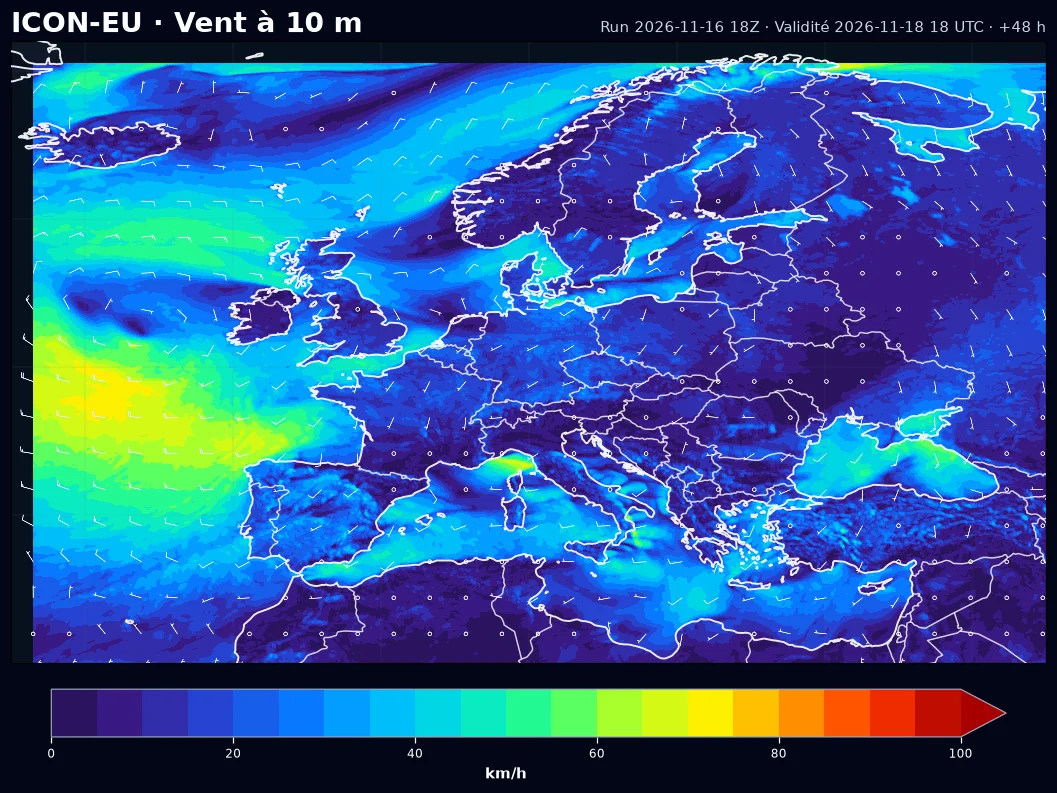 ICON-EU · Vent à 10 m
Run 2026-11-16 18Z · Validité 2026-11-18 18 UTC · +48 h
0 20 40 60 80 100
km/h